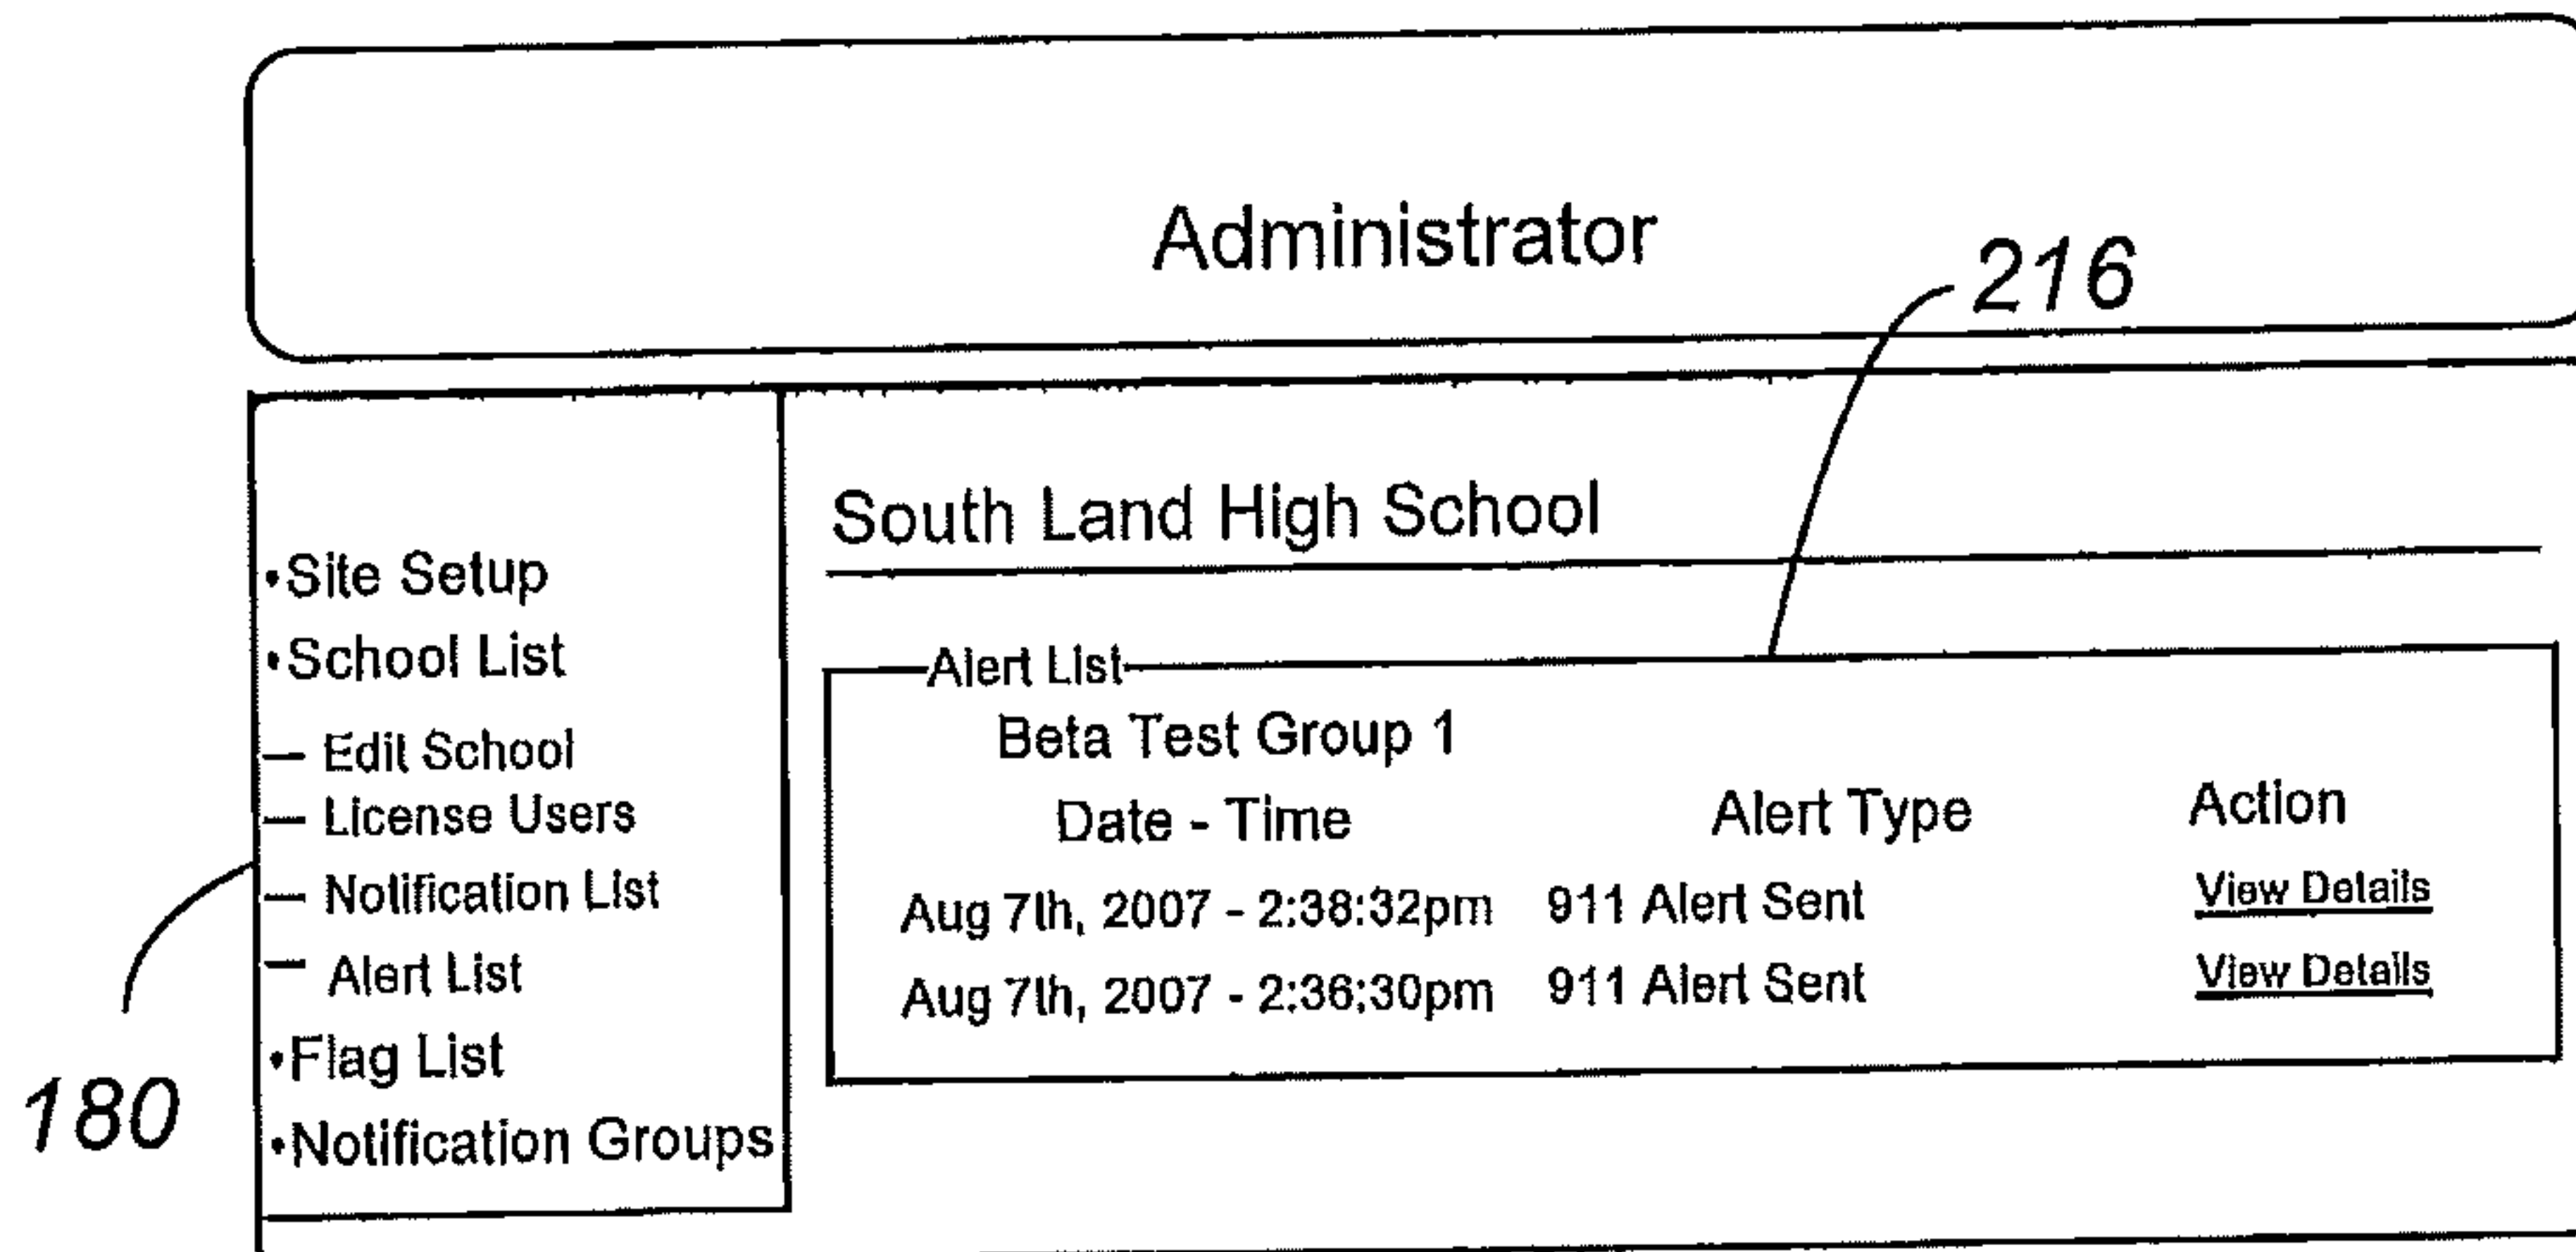 Administrator
216
•Site Setup
•School List
— Edit School
— License Users
— Notification List
— Alert List
•Flag List
•Notification Groups
180
South Land High School
Alert List
Beta Test Group 1
Date - Time Alert Type Action
Aug 7th, 2007 - 2:38:32pm 911 Alert Sent View Details
Aug 7th, 2007 - 2:36:30pm 911 Alert Sent View Details